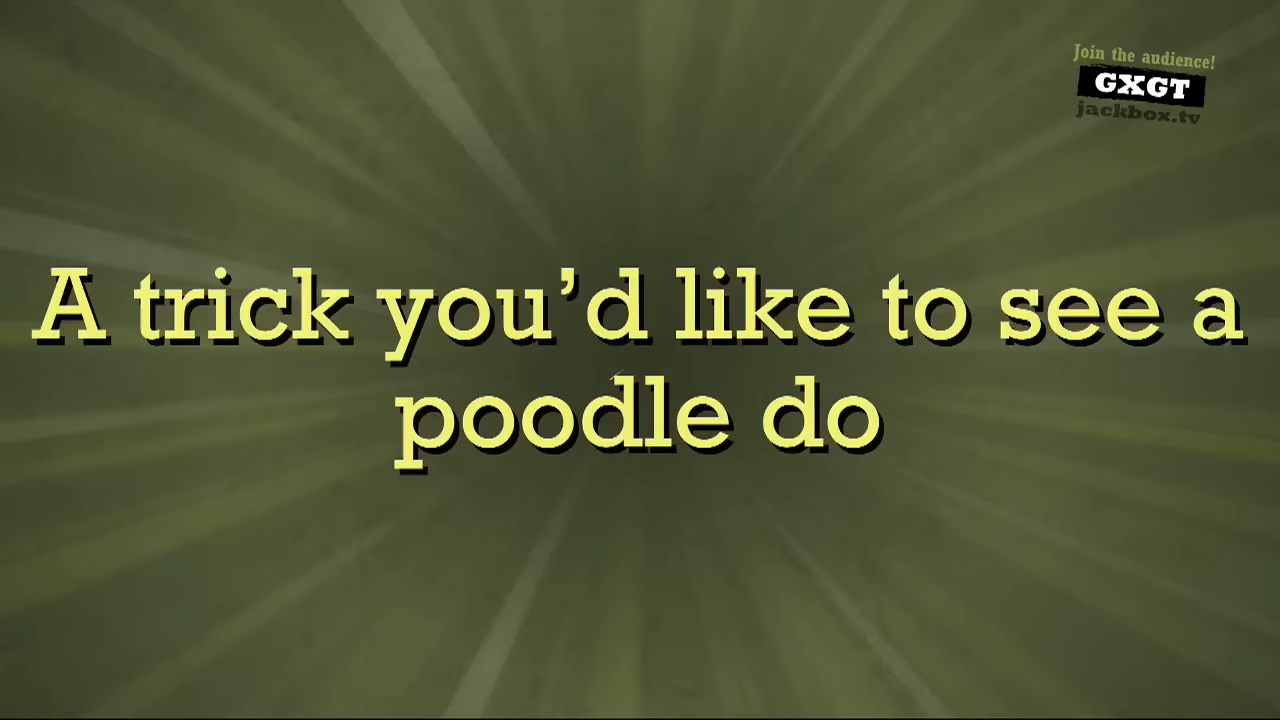 Join the audience!
GXGT
jackbox.tv
A trick you’d like to see a
poodle do